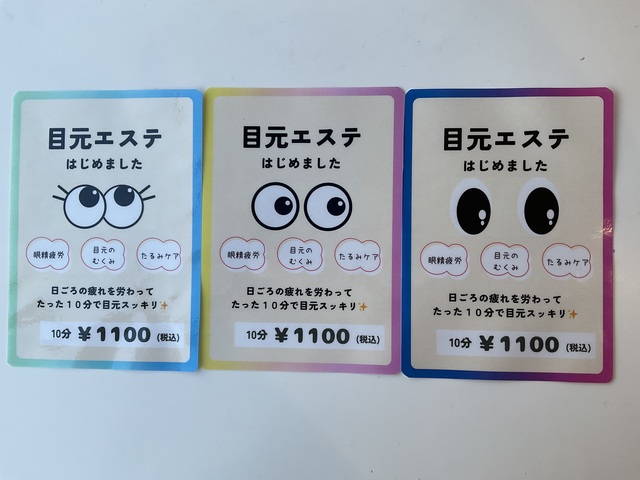 目元エステ
はじめました
眼精疲労
目元の
むくみ
たるみケア
日ごろの疲れを労わって
たった１０分で目元スッキリ✨
10分 ¥1100 (税込)
目元エステ
はじめました
眼精疲労
目元の
むくみ
たるみケア
日ごろの疲れを労わって
たった１０分で目元スッキリ✨
10分 ¥1100 (税込)
目元エステ
はじめました
眼精疲労
目元の
むくみ
たるみケア
日ごろの疲れを労わって
たった１０分で目元スッキリ✨
10分 ¥1100 (税込)